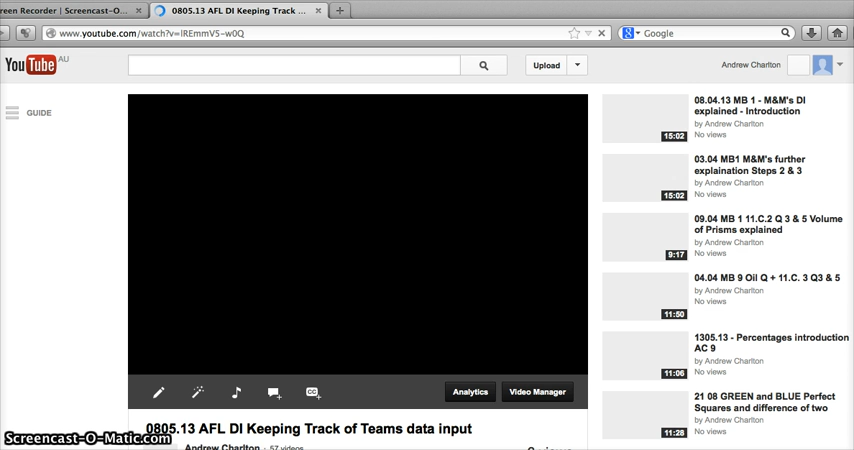 reen Recorder | Screencast-O...
0805.13 AFL DI Keeping Track ...
www.youtube.com/watch?v=IREmmV5-w0Q
Google
YouTube AU
Upload
Andrew Charlton
GUIDE
08.04.13 MB 1 - M&M's DI
explained - Introduction
by Andrew Charlton
No views
15:02
03.04 MB1 M&M's further
explaination Steps 2 & 3
by Andrew Charlton
No views
15:02
09.04 MB 1 11.C.2 Q 3 & 5 Volume
of Prisms explained
by Andrew Charlton
No views
9:17
04.04 MB 9 Oil Q + 11.C. 3 Q3 & 5
by Andrew Charlton
No views
11:50
1305.13 - Percentages introduction
AC 9
by Andrew Charlton
No views
11:06
21 08 GREEN and BLUE Perfect
Squares and difference of two
by Andrew Charlton
No views
11:28
CC
Analytics
Video Manager
0805.13 AFL DI Keeping Track of Teams data input
Andrew Charlton · 57 videos
Screencast-O-Matic.com